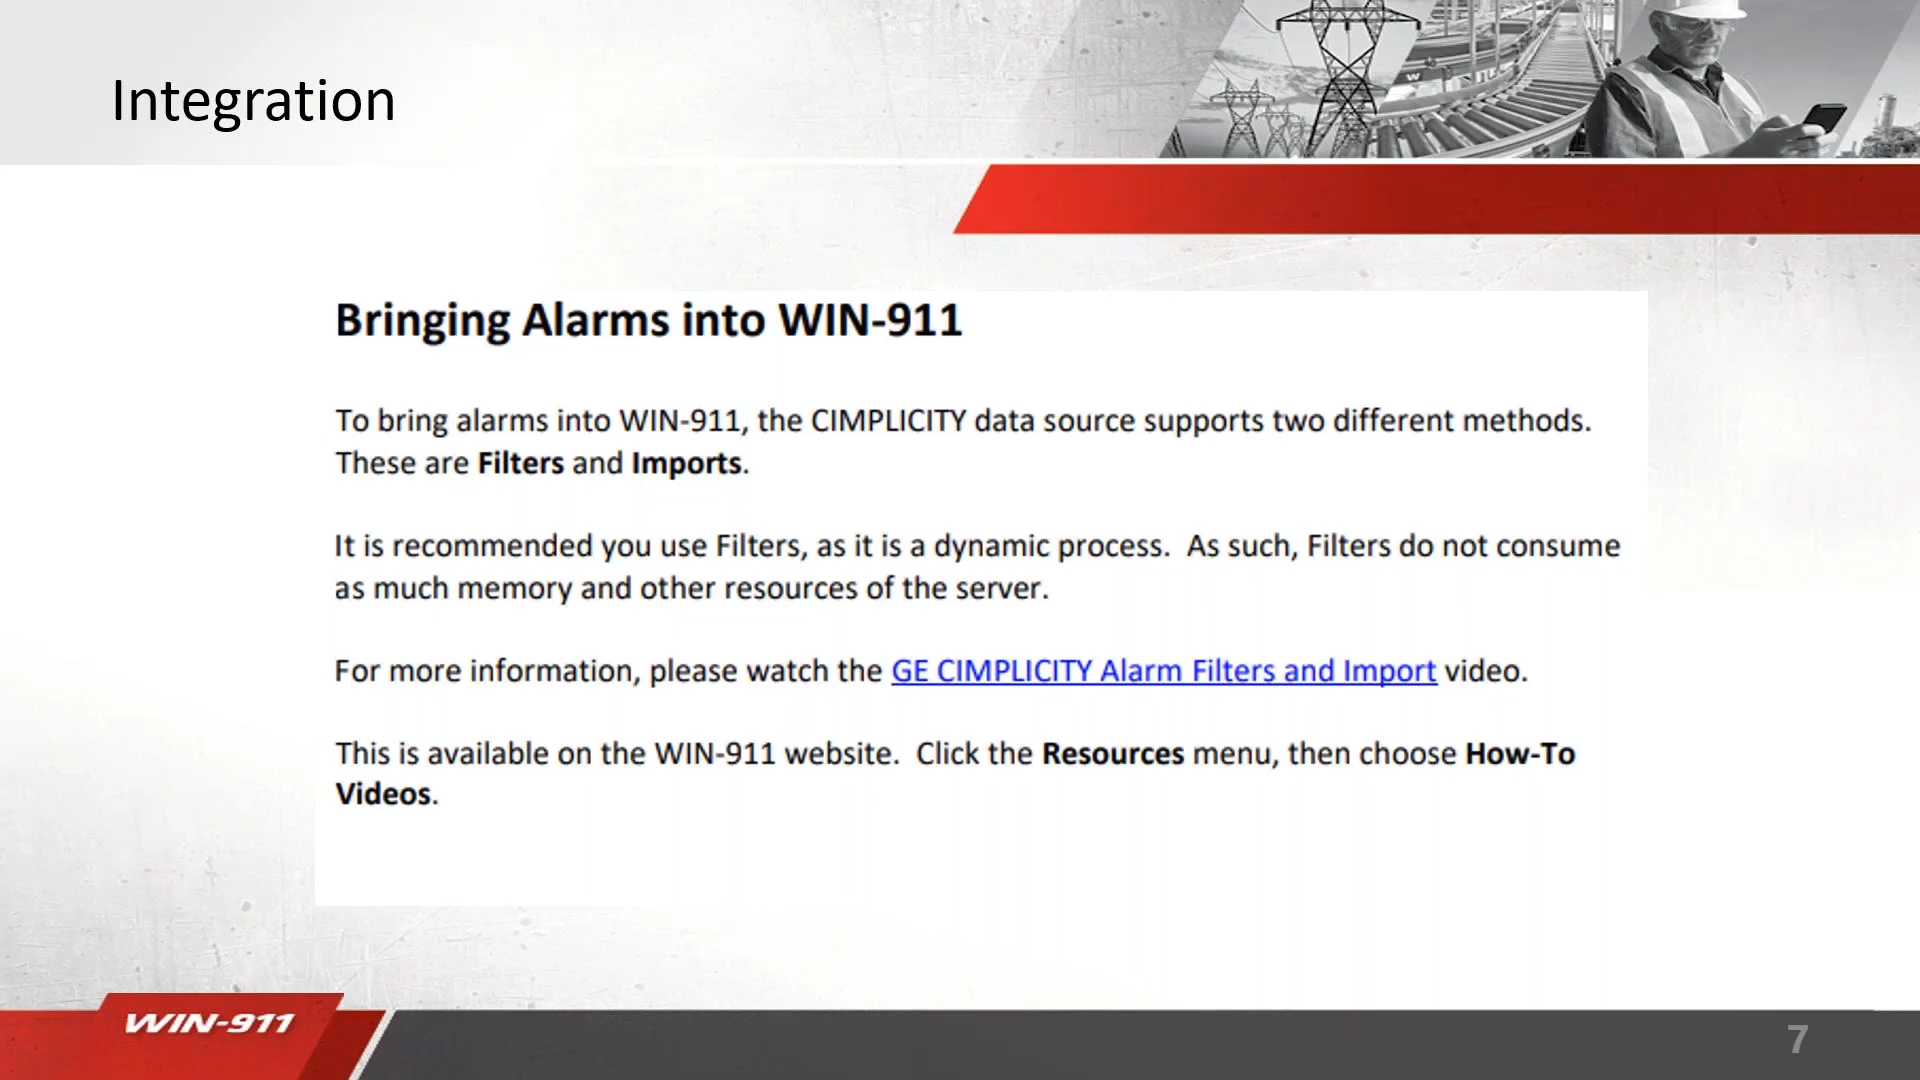 Integration
Bringing Alarms into WIN-911
To bring alarms into WIN-911, the CIMPLICITY data source supports two different methods.
These are Filters and Imports.
It is recommended you use Filters, as it is a dynamic process.  As such, Filters do not consume
as much memory and other resources of the server.
For more information, please watch the GE CIMPLICITY Alarm Filters and Import video.
This is available on the WIN-911 website.  Click the Resources menu, then choose How-To
Videos.
WIN-911
7